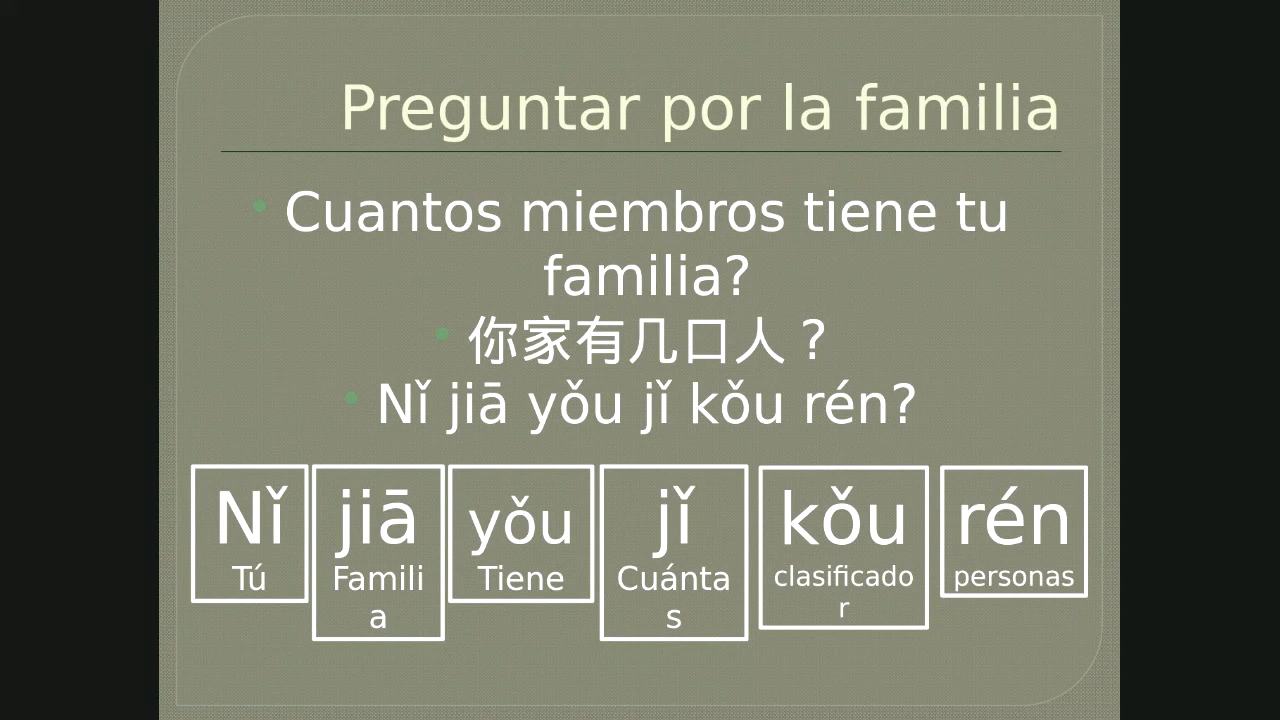 Preguntar por la familia
Cuantos miembros tiene tu
familia?
你家有几口人？
Nǐ jiā yǒu jǐ kǒu rén?
Nǐ jiā yǒu jǐ kǒu rén
Tú Famili Tiene Cuánta clasificado personas
a s r